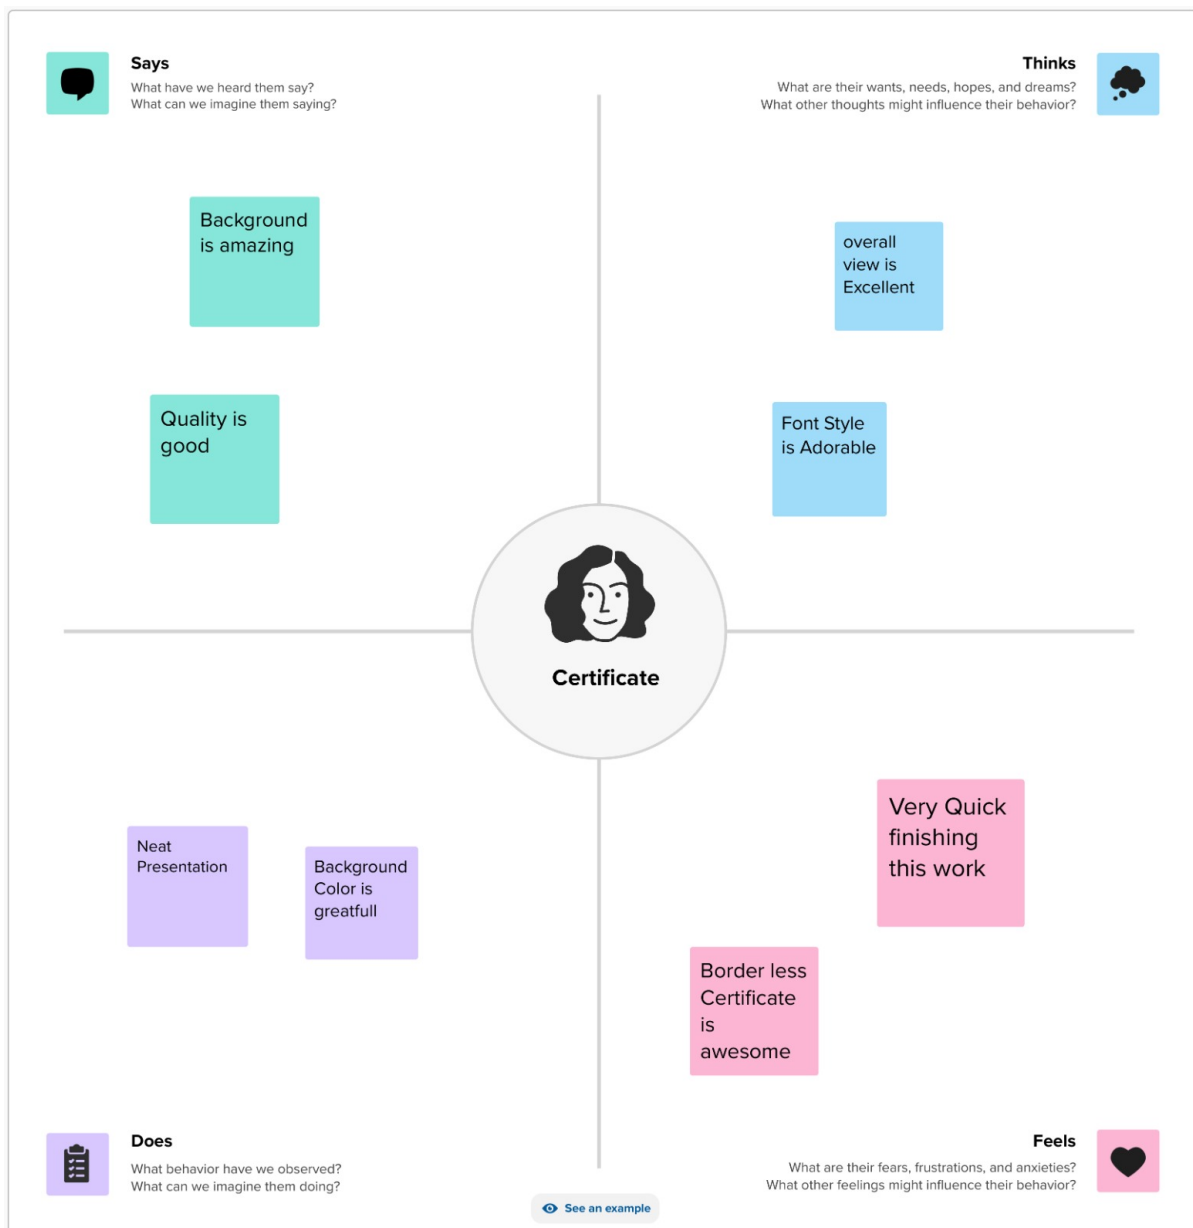 Says
What have we heard them say?
What can we imagine them saying?
Thinks
What are their wants, needs, hopes, and dreams?
What other thoughts might influence their behavior?
Background
is amazing
Quality is
good
overall
view is
Excellent
Font Style
is Adorable
Certificate
Neat
Presentation
Background
Color is
greatfull
Very Quick
finishing
this work
Border less
Certificate
is
awesome
Does
What behavior have we observed?
What can we imagine them doing?
Feels
What are their fears, frustrations, and anxieties?
What other feelings might influence their behavior?
See an example